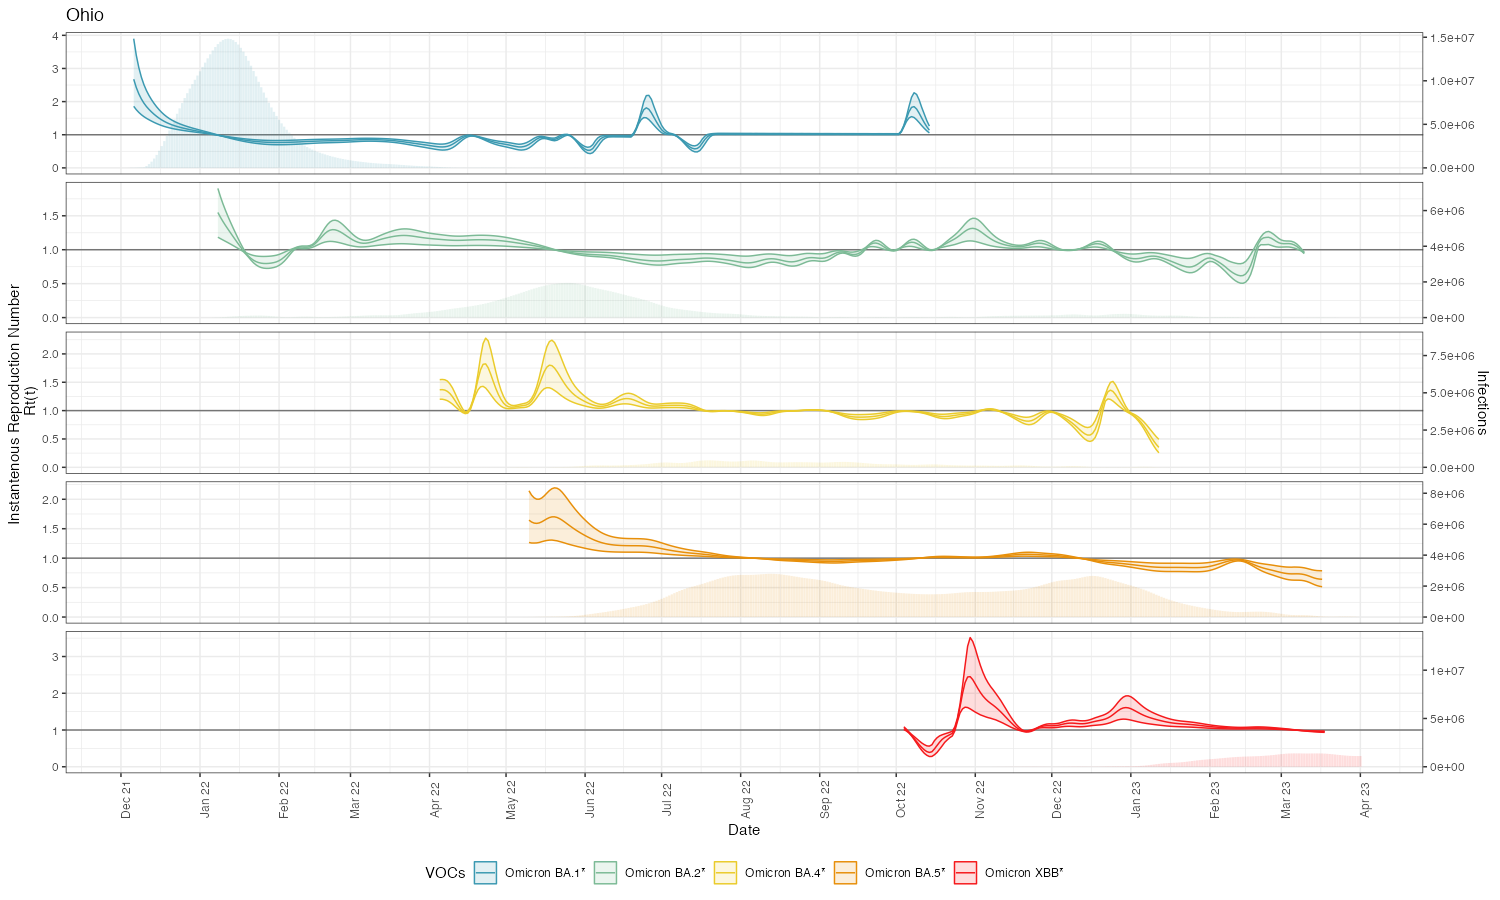 Ohio
4
3
2
1
0
1.5e+07
1.0e+07
5.0e+06
0.0e+00
1.5
1.0
0.5
0.0
6e+06
4e+06
2e+06
0e+00
2.0
1.5
1.0
0.5
0.0
7.5e+06
5.0e+06
2.5e+06
0.0e+00
2.0
1.5
1.0
0.5
0.0
8e+06
6e+06
4e+06
2e+06
0e+00
3
2
1
0
1e+07
5e+06
0e+00
Instantenous Reproduction Number
Rt(t)
Infections
Dec 21
Jan 22
Feb 22
Mar 22
Apr 22
May 22
Jun 22
Jul 22
Aug 22
Sep 22
Oct 22
Nov 22
Dec 22
Jan 23
Feb 23
Mar 23
Apr 23
Date
VOCs Omicron BA.1* Omicron BA.2* Omicron BA.4* Omicron BA.5* Omicron XBB*